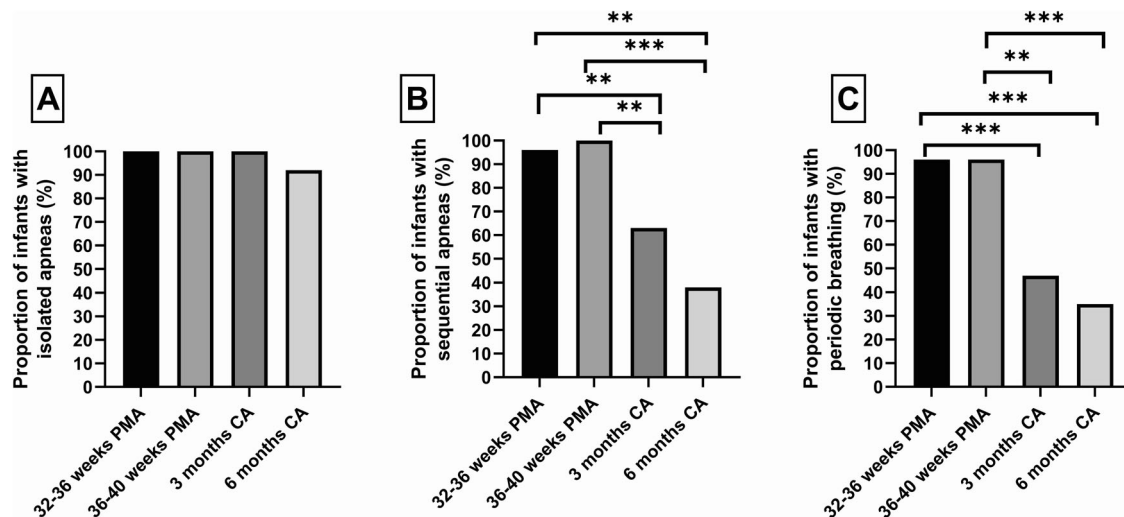 A
Proportion of infants with
isolated apneas (%)
100
90
80
70
60
50
40
30
20
10
0
32-36 weeks PMA
36-40 weeks PMA
3 months CA
6 months CA
B
**
***
**
**
Proportion of infants with
sequential apneas (%)
100
90
80
70
60
50
40
30
20
10
0
32-36 weeks PMA
36-40 weeks PMA
3 months CA
6 months CA
C
***
**
***
***
Proportion of infants with
periodic breathing (%)
100
90
80
70
60
50
40
30
20
10
0
32-36 weeks PMA
36-40 weeks PMA
3 months CA
6 months CA